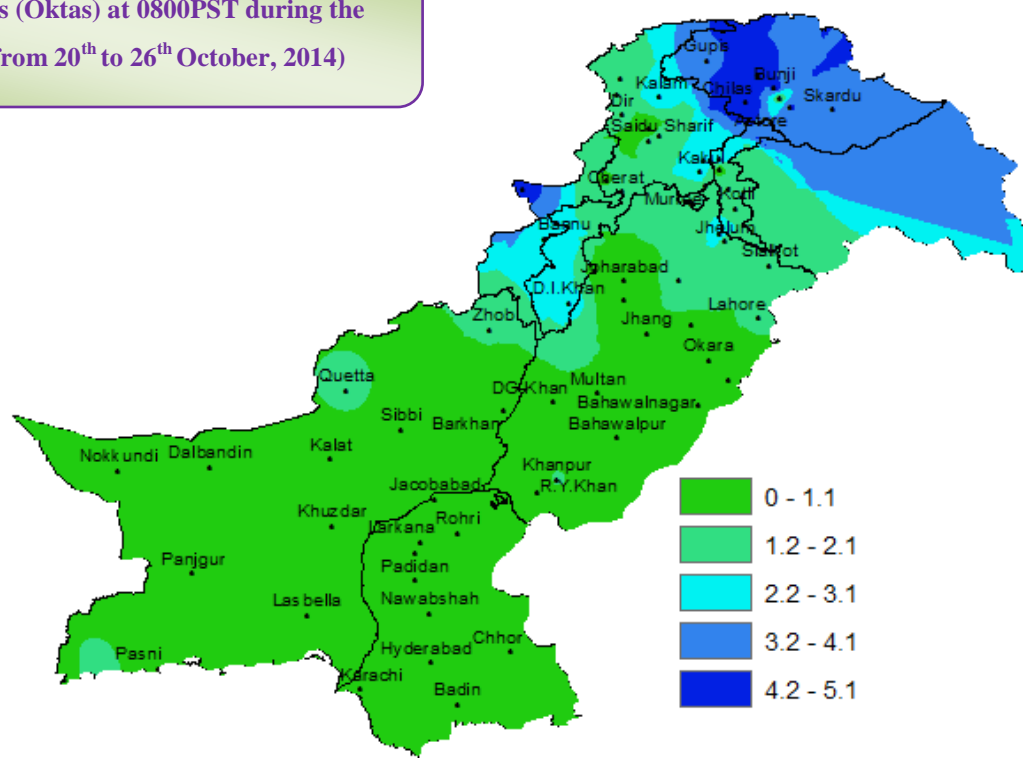 s (Oktas) at 0800PST during the
from 20th to 26th October, 2014)
Gupis
Bunji
Kalam
Chilas
Skardu
Dir
Astore
Saidu Sharif
Kakul
Cherat
Kotli
Murree
Bannu
Jhelum
Sialkot
Joharabad
D.I.Khan
Lahore
Zhob
Jhang
Okara
Quetta
Multan
DG-Khan
Bahawalnagar
Sibbi
Barkhan
Bahawalpur
Kalat
Nokkundi
Dalbandin
Khanpur
Jacobabad
R.Y.Khan
Khuzdar
Rohri
Larkana
Panjgur
Padidan
Lasbella
Nawabshah
Chhor
Pasni
Hyderabad
Karachi
Badin
0 - 1.1
1.2 - 2.1
2.2 - 3.1
3.2 - 4.1
4.2 - 5.1